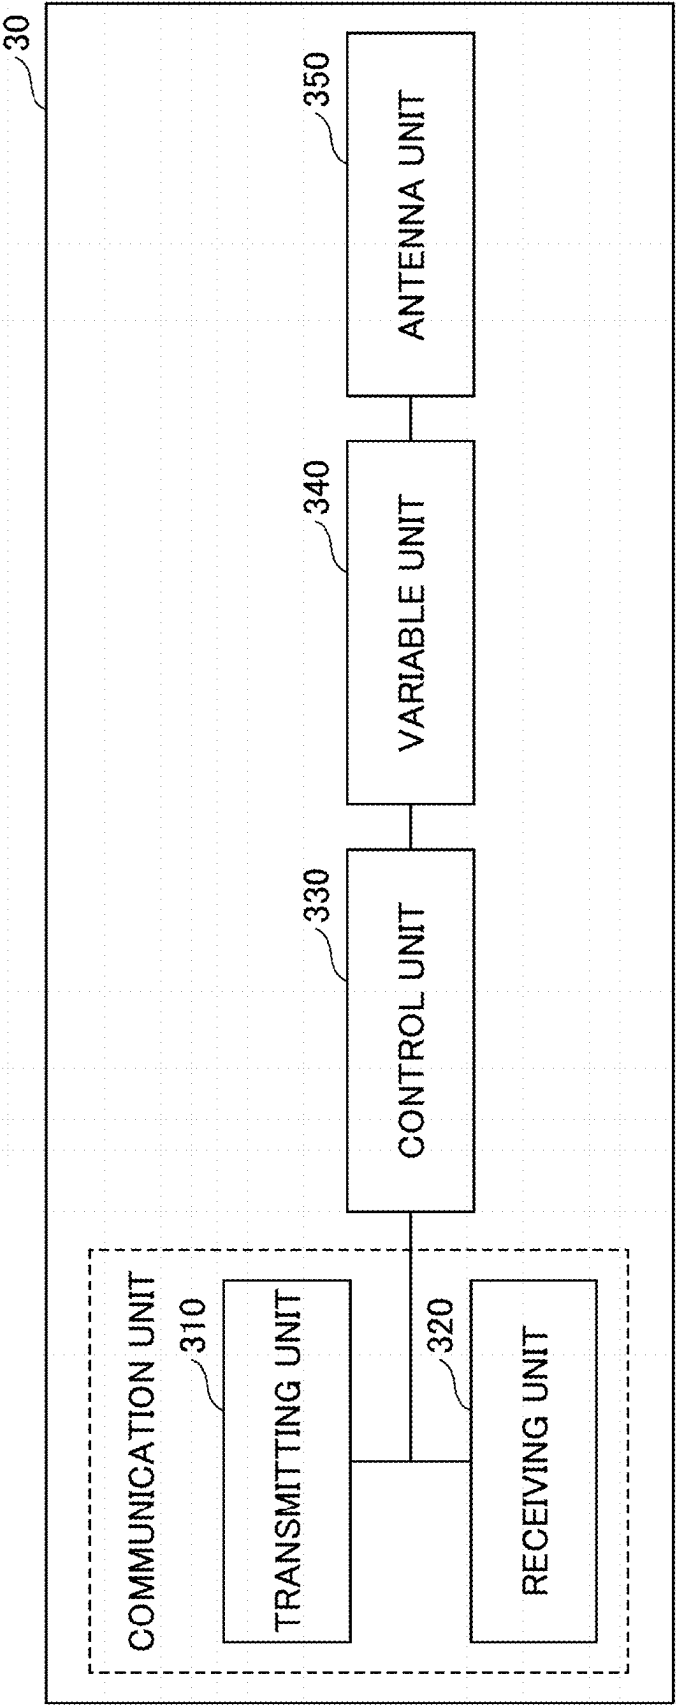 30
COMMUNICATION UNIT
310
TRANSMITTING UNIT
320
RECEIVING UNIT
330
CONTROL UNIT
340
VARIABLE UNIT
350
ANTENNA UNIT